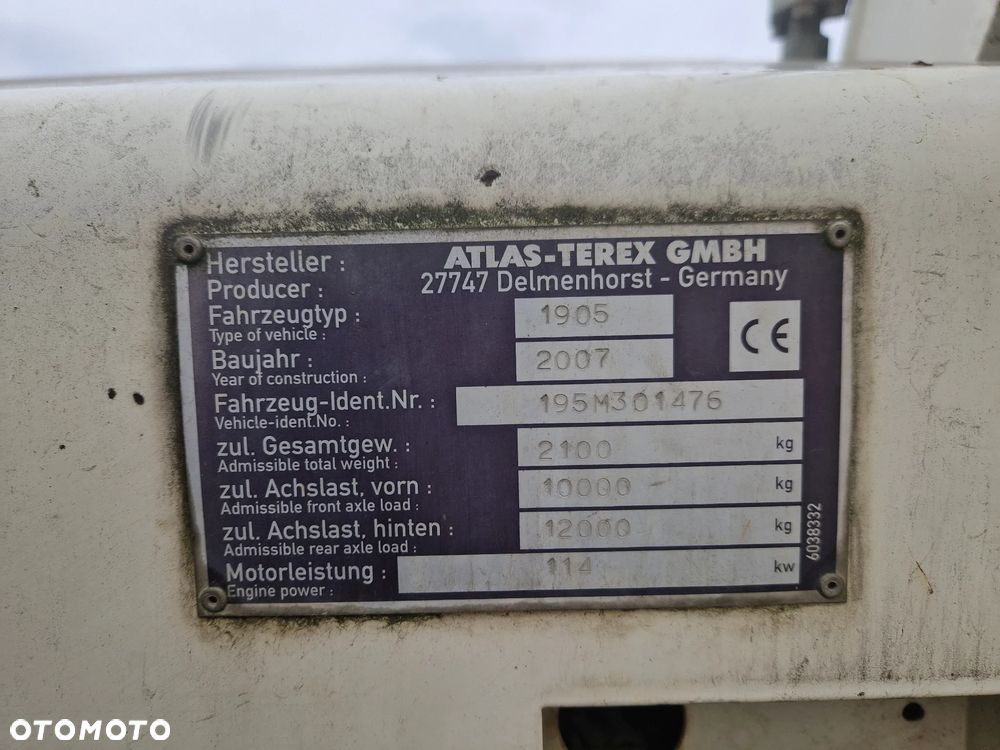 Hersteller : ATLAS-TEREX GMBH
Producer : 27747 Delmenhorst - Germany
Fahrzeugtyp : 1905
Type of vehicle :
CE
Baujahr : 2007
Year of construction :
Fahrzeug-Ident.Nr. : 195M301476
Vehicle-ident.No. :
zul. Gesamtgew. : 2100 kg
Admissible total weight :
zul. Achslast, vorn : 10000 kg
Admissible front axle load :
zul. Achslast, hinten : 12000 kg
Admissible rear axle load :
Motorleistung : 114 kw
Engine power :
6038332
OTOMOTO